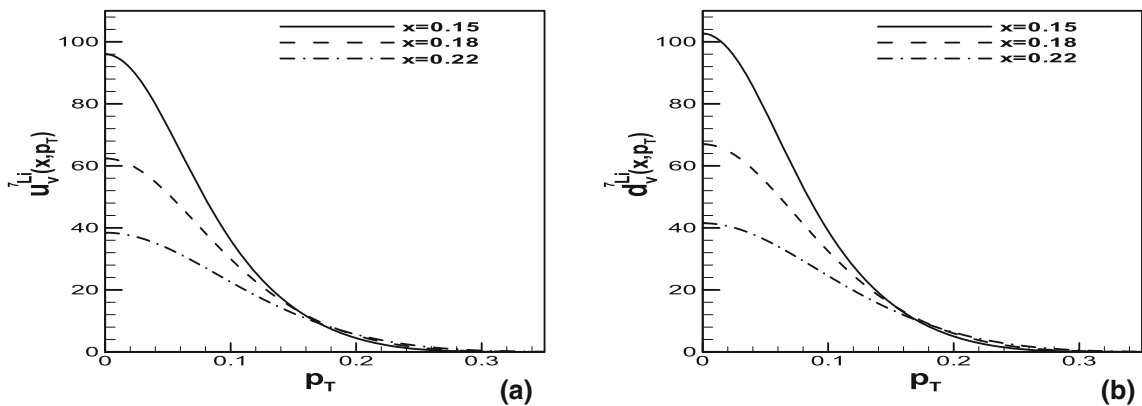 x=0.15
x=0.18
x=0.22
100
80
60
40
20
0
u_v^{7Li}(x,p_T)
0 0.1 0.2 0.3
p_T
(a)
x=0.15
x=0.18
x=0.22
100
80
60
40
20
0
d_v^{7Li}(x,p_T)
0 0.1 0.2 0.3
p_T
(b)